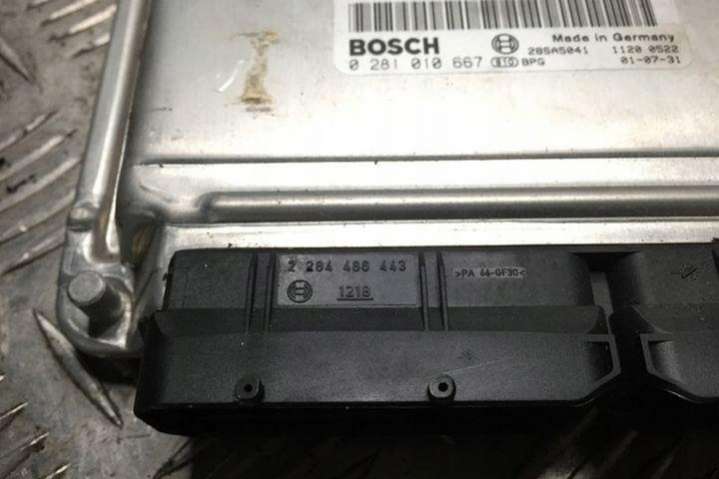 BOSCH
Made in Germany
28SA5041 1120 0522
0 281 010 667 BPG 01-07-31
2 284 486 443
1218
>PA 66-GF30<